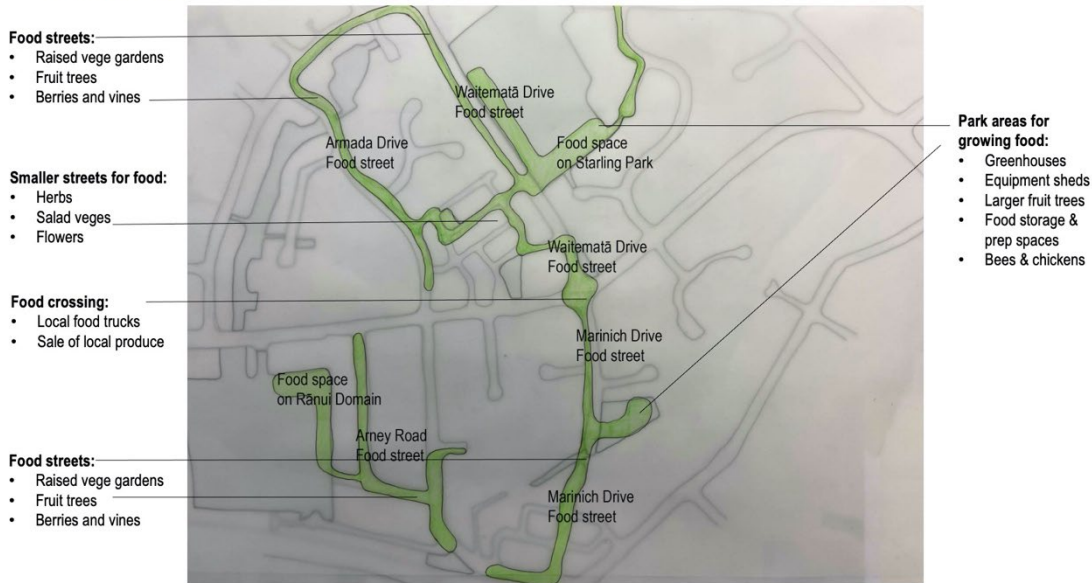 Food streets:
• Raised vege gardens
• Fruit trees
• Berries and vines
Smaller streets for food:
• Herbs
• Salad veges
• Flowers
Food crossing:
• Local food trucks
• Sale of local produce
Food streets:
• Raised vege gardens
• Fruit trees
• Berries and vines
Waitematā Drive
Food street
Armada Drive
Food street
Food space
on Starling Park
Waitematā Drive
Food street
Marinich Drive
Food street
Food space
on Rānui Domain
Arney Road
Food street
Marinich Drive
Food street
Park areas for
growing food:
• Greenhouses
• Equipment sheds
• Larger fruit trees
• Food storage &
prep spaces
• Bees & chickens